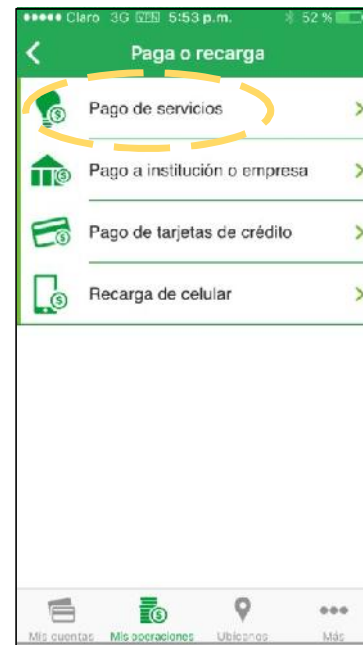 Claro 3G VPN 5:53 p.m. 52 %
Paga o recarga
Pago de servicios
Pago a institución o empresa
Pago de tarjetas de crédito
Recarga de celular
Mis cuentas Mis operaciones Ubícanos Más